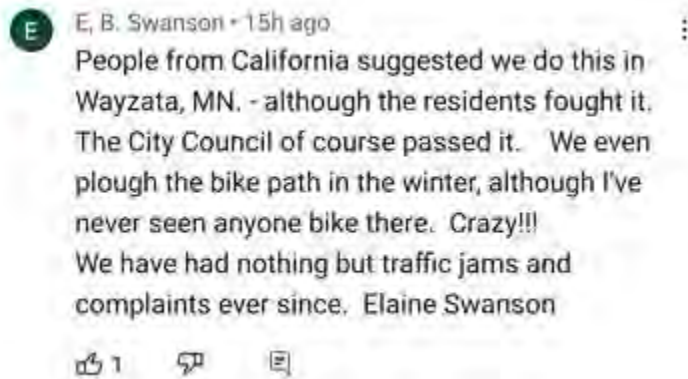 E
E, B. Swanson • 15h ago
People from California suggested we do this in
Wayzata, MN. - although the residents fought it.
The City Council of course passed it. We even
plough the bike path in the winter, although I've
never seen anyone bike there. Crazy!!!
We have had nothing but traffic jams and
complaints ever since. Elaine Swanson
1